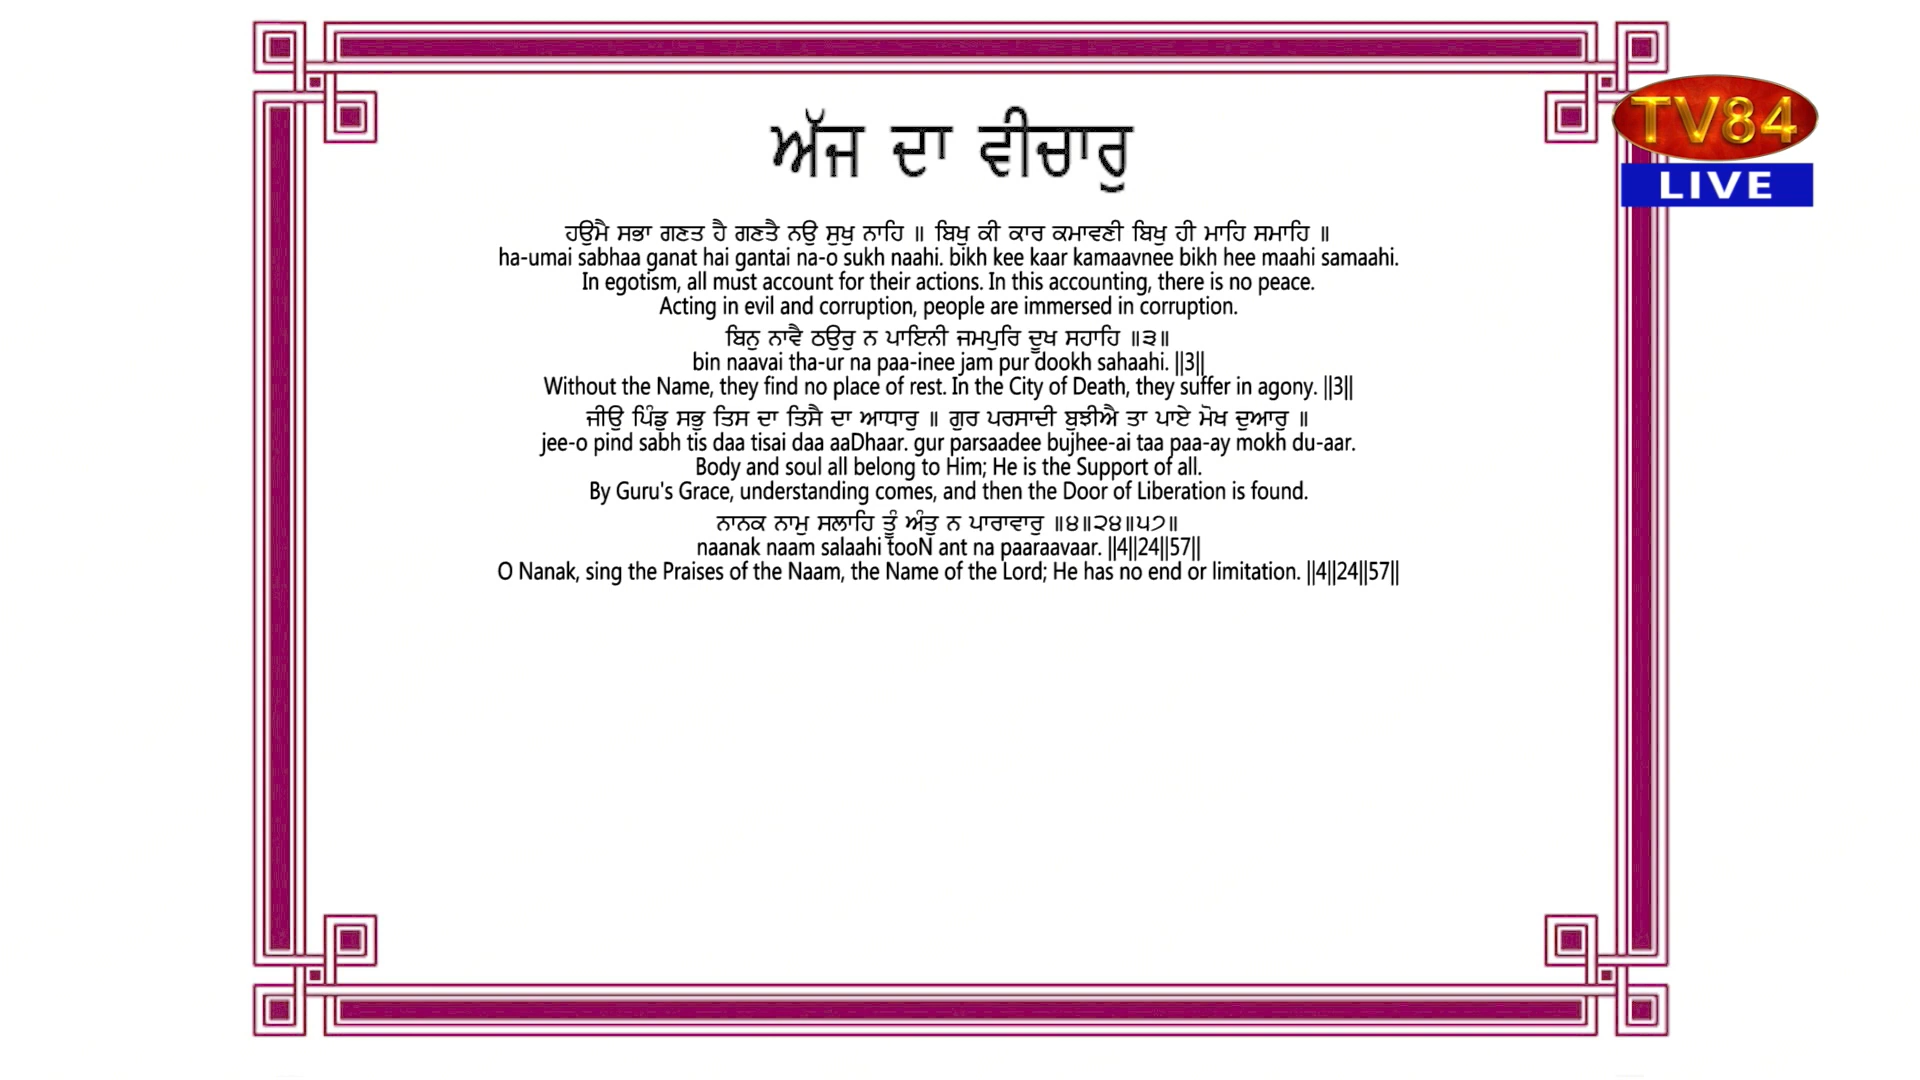 ਅੱਜ ਦਾ ਵੀਚਾਰੁ
TV84
LIVE
ਹਉਮੈ ਸਭਾ ਗਣਤ ਹੈ ਗਣਤੈ ਨਉ ਸੁਖੁ ਨਾਹਿ ॥ ਬਿਖੁ ਕੀ ਕਾਰ ਕਮਾਵਣੀ ਬਿਖੁ ਹੀ ਮਾਹਿ ਸਮਾਹਿ ॥
ha-umai sabhaa ganat hai gantai na-o sukh naahi. bikh kee kaar kamaavnee bikh hee maahi samaahi.
In egotism, all must account for their actions. In this accounting, there is no peace.
Acting in evil and corruption, people are immersed in corruption.
ਬਿਨੁ ਨਾਵੈ ਠਉਰੁ ਨ ਪਾਇਨੀ ਜਮਪੁਰਿ ਦੂਖ ਸਹਾਹਿ ॥੩॥
bin naavai tha-ur na paa-inee jam pur dookh sahaahi. ||3||
Without the Name, they find no place of rest. In the City of Death, they suffer in agony. ||3||
ਜੀਉ ਪਿੰਡੁ ਸਭੁ ਤਿਸ ਦਾ ਤਿਸੈ ਦਾ ਆਧਾਰੁ ॥ ਗੁਰ ਪਰਸਾਦੀ ਬੁਝੀਐ ਤਾ ਪਾਏ ਮੋਖ ਦੁਆਰੁ ॥
jee-o pind sabh tis daa tisai daa aaDhaar. gur parsaadee bujhee-ai taa paa-ay mokh du-aar.
Body and soul all belong to Him; He is the Support of all.
By Guru's Grace, understanding comes, and then the Door of Liberation is found.
ਨਾਨਕ ਨਾਮੁ ਸਲਾਹਿ ਤੂੰ ਅੰਤੁ ਨ ਪਾਰਾਵਾਰੁ ॥੪॥੨੪॥੫੭॥
naanak naam salaahi tooN ant na paaraavaar. ||4||24||57||
O Nanak, sing the Praises of the Naam, the Name of the Lord; He has no end or limitation. ||4||24||57||